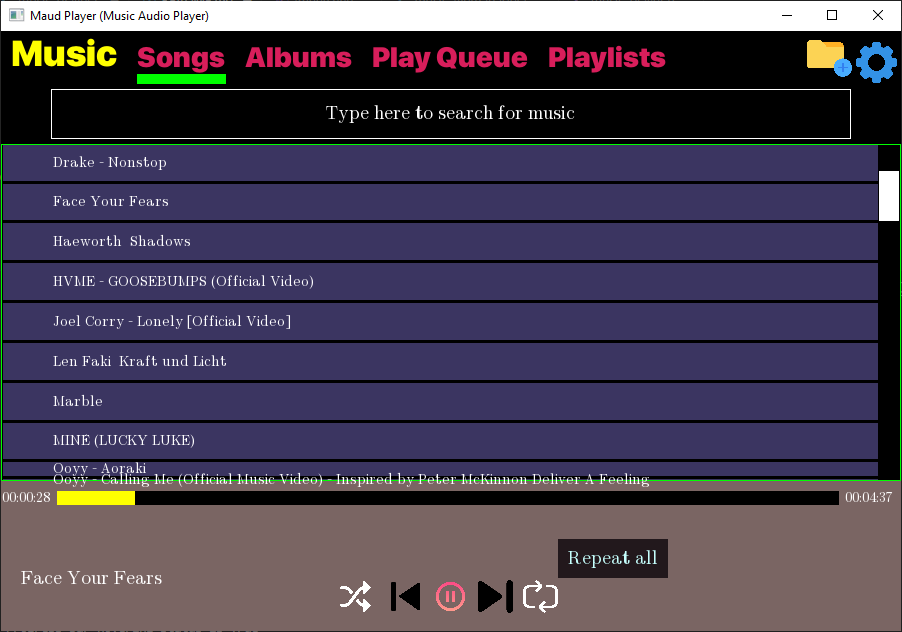 Maud Player (Music Audio Player)
Music Songs Albums Play Queue Playlists
Type here to search for music
Drake - Nonstop
Face Your Fears
Haeworth  Shadows
HVME - GOOSEBUMPS (Official Video)
Joel Corry - Lonely [Official Video]
Len Faki  Kraft und Licht
Marble
MINE (LUCKY LUKE)
Ooyy - Aoraki
Ooyy - Calling Me (Official Music Video) - Inspired by Peter McKinnon Deliver A Feeling
00:00:28 00:04:37
Repeat all
Face Your Fears